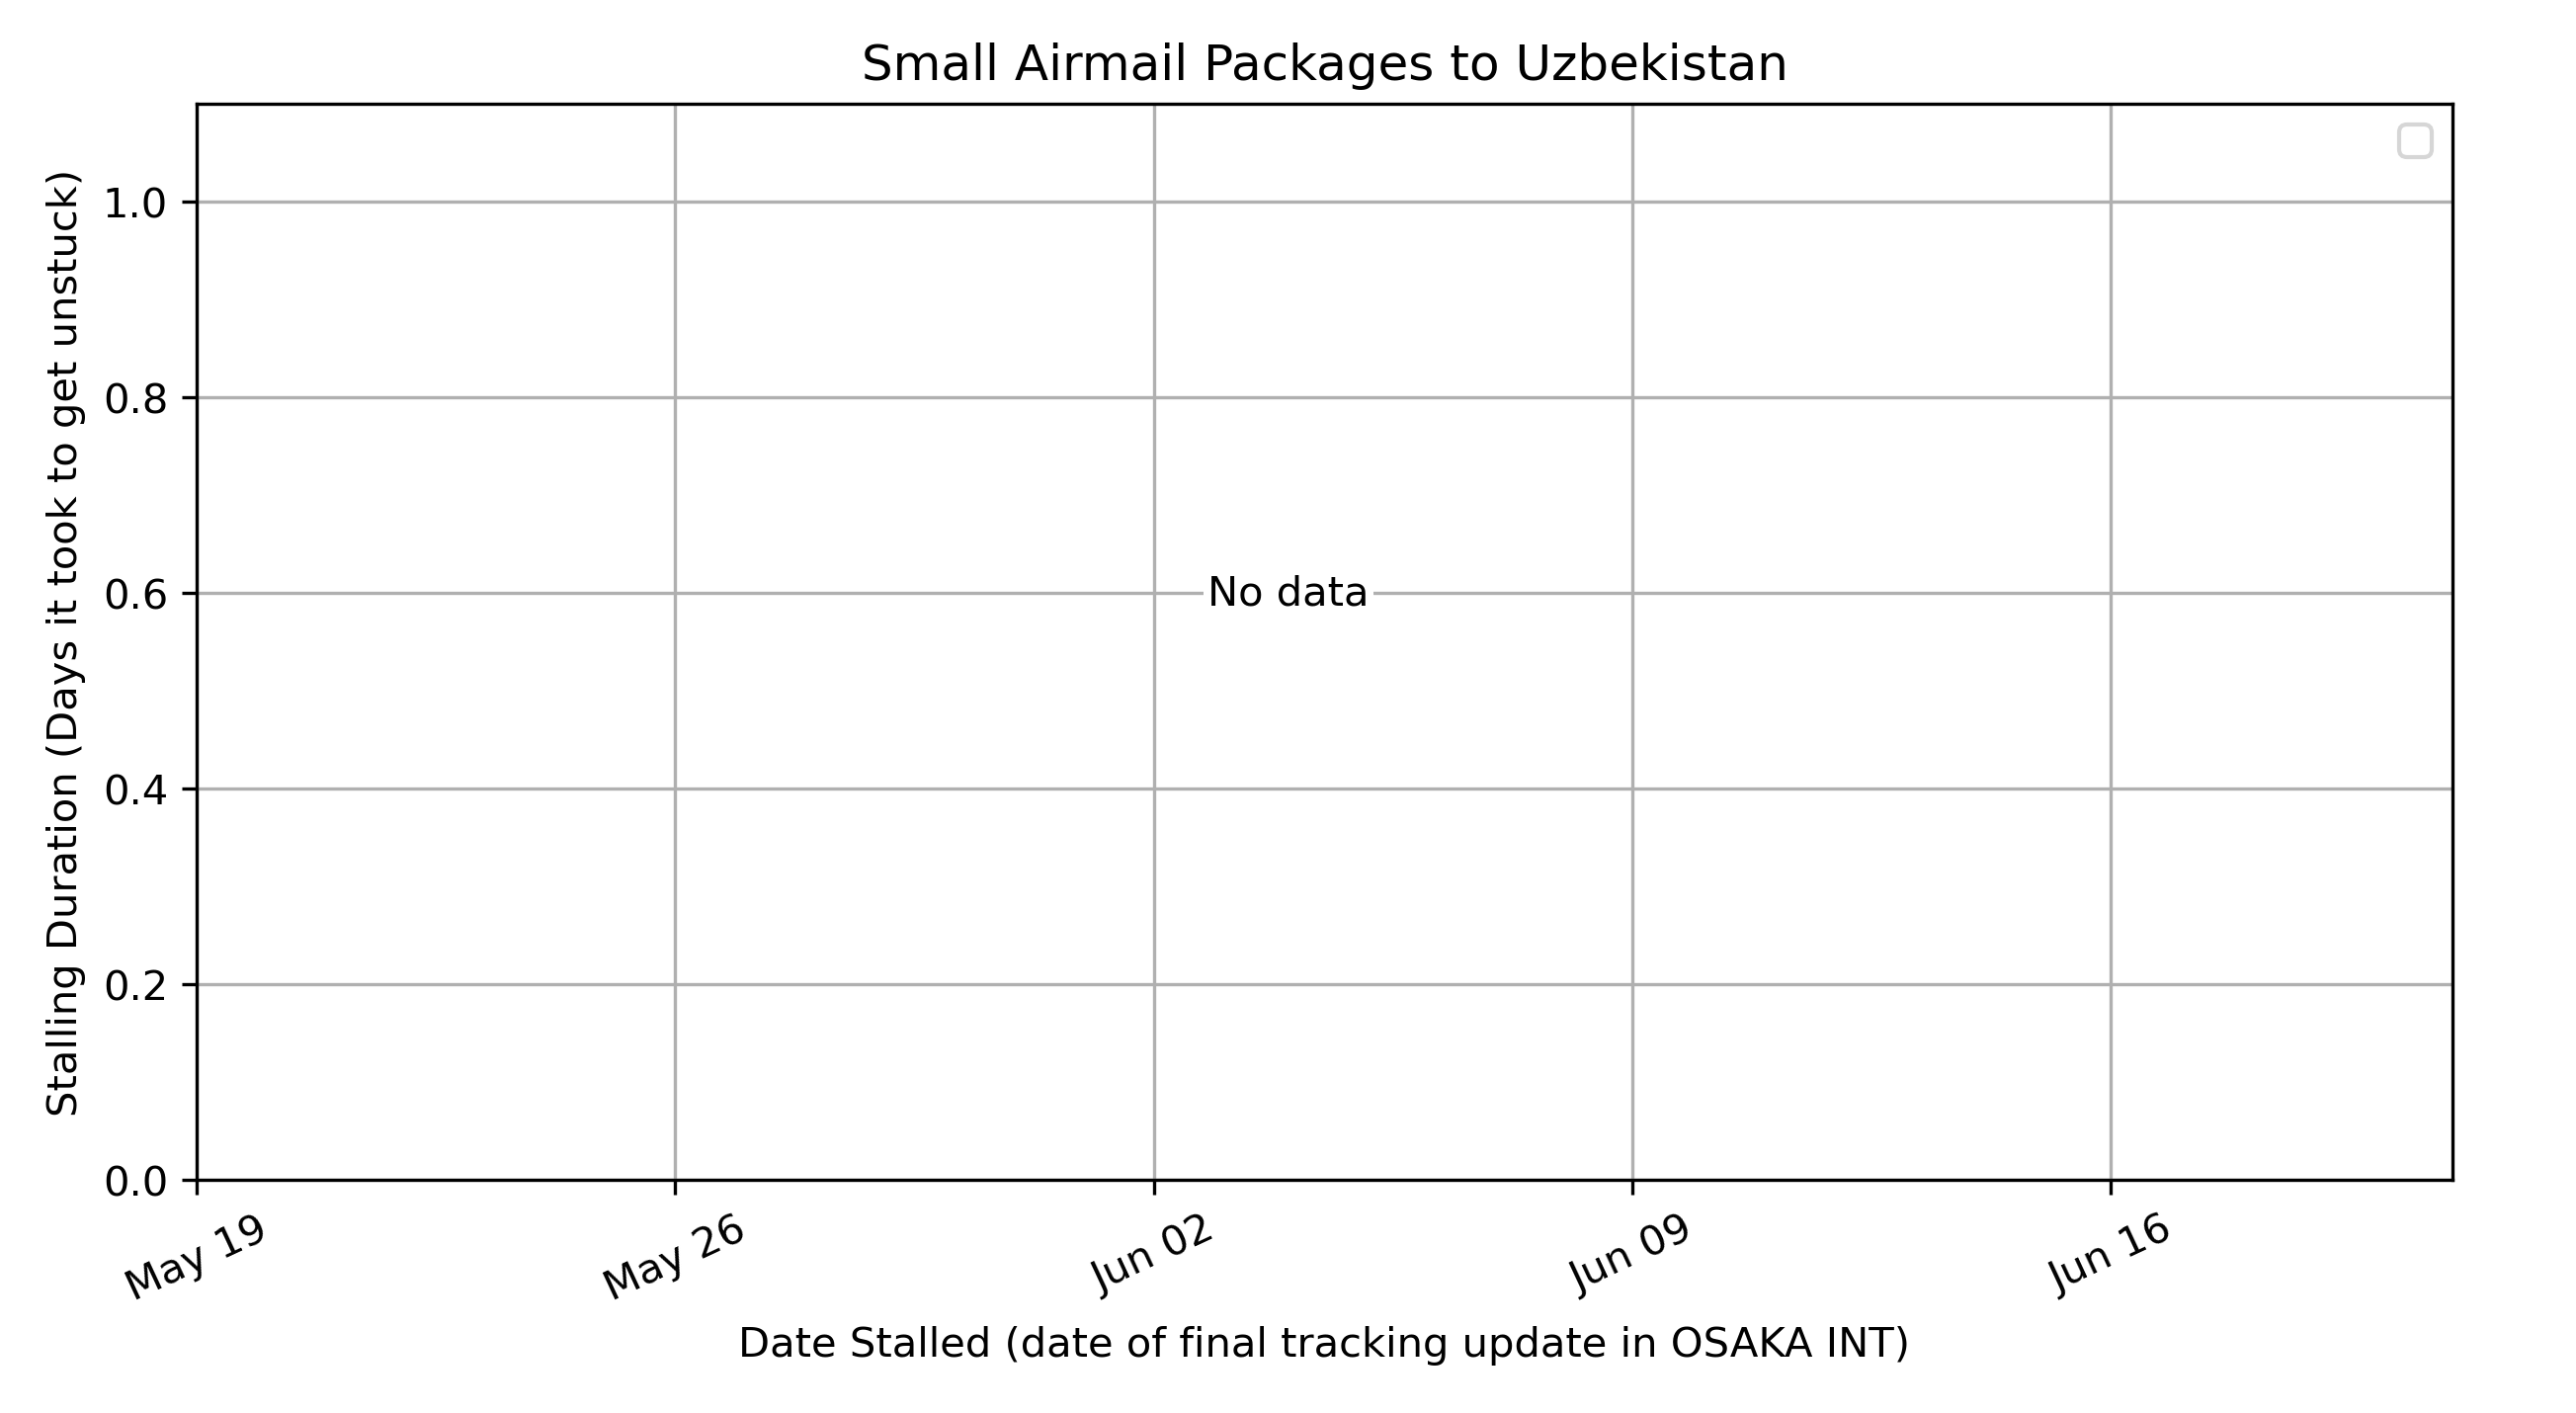 Small Airmail Packages to Uzbekistan
Stalling Duration (Days it took to get unstuck)
1.0
0.8
0.6
0.4
0.2
0.0
No data
May 19
May 26
Jun 02
Jun 09
Jun 16
Date Stalled (date of final tracking update in OSAKA INT)